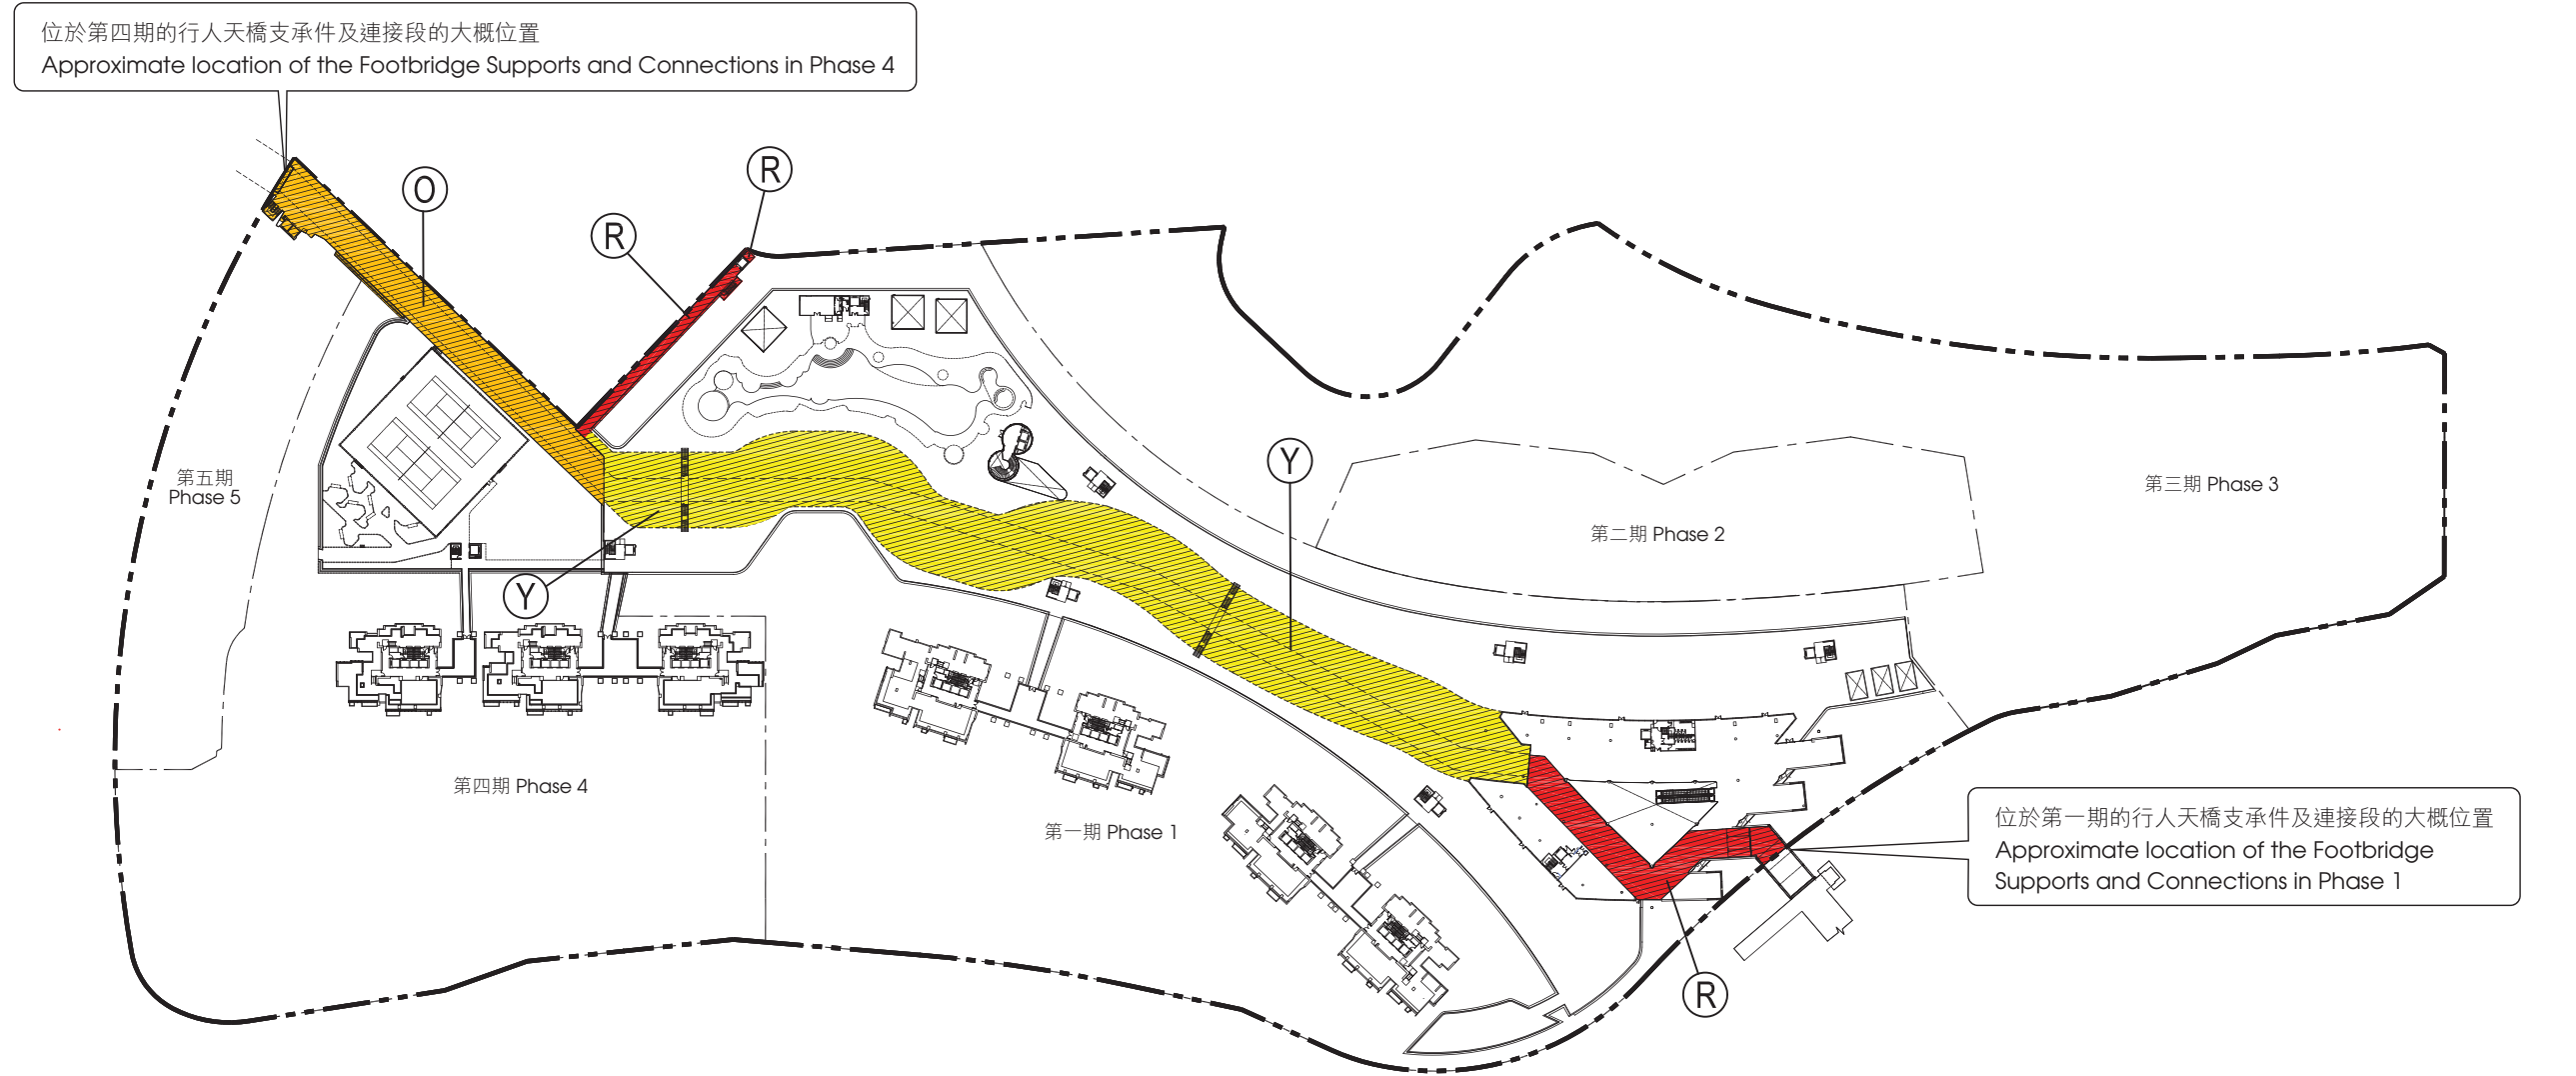 位於第四期的行人天橋支承件及連接段的大概位置
Approximate location of the Footbridge Supports and Connections in Phase 4
O
R
R
Y
第五期
Phase 5
第三期 Phase 3
第二期 Phase 2
Y
第四期 Phase 4
第一期 Phase 1
位於第一期的行人天橋支承件及連接段的大概位置
Approximate location of the Footbridge
Supports and Connections in Phase 1
R